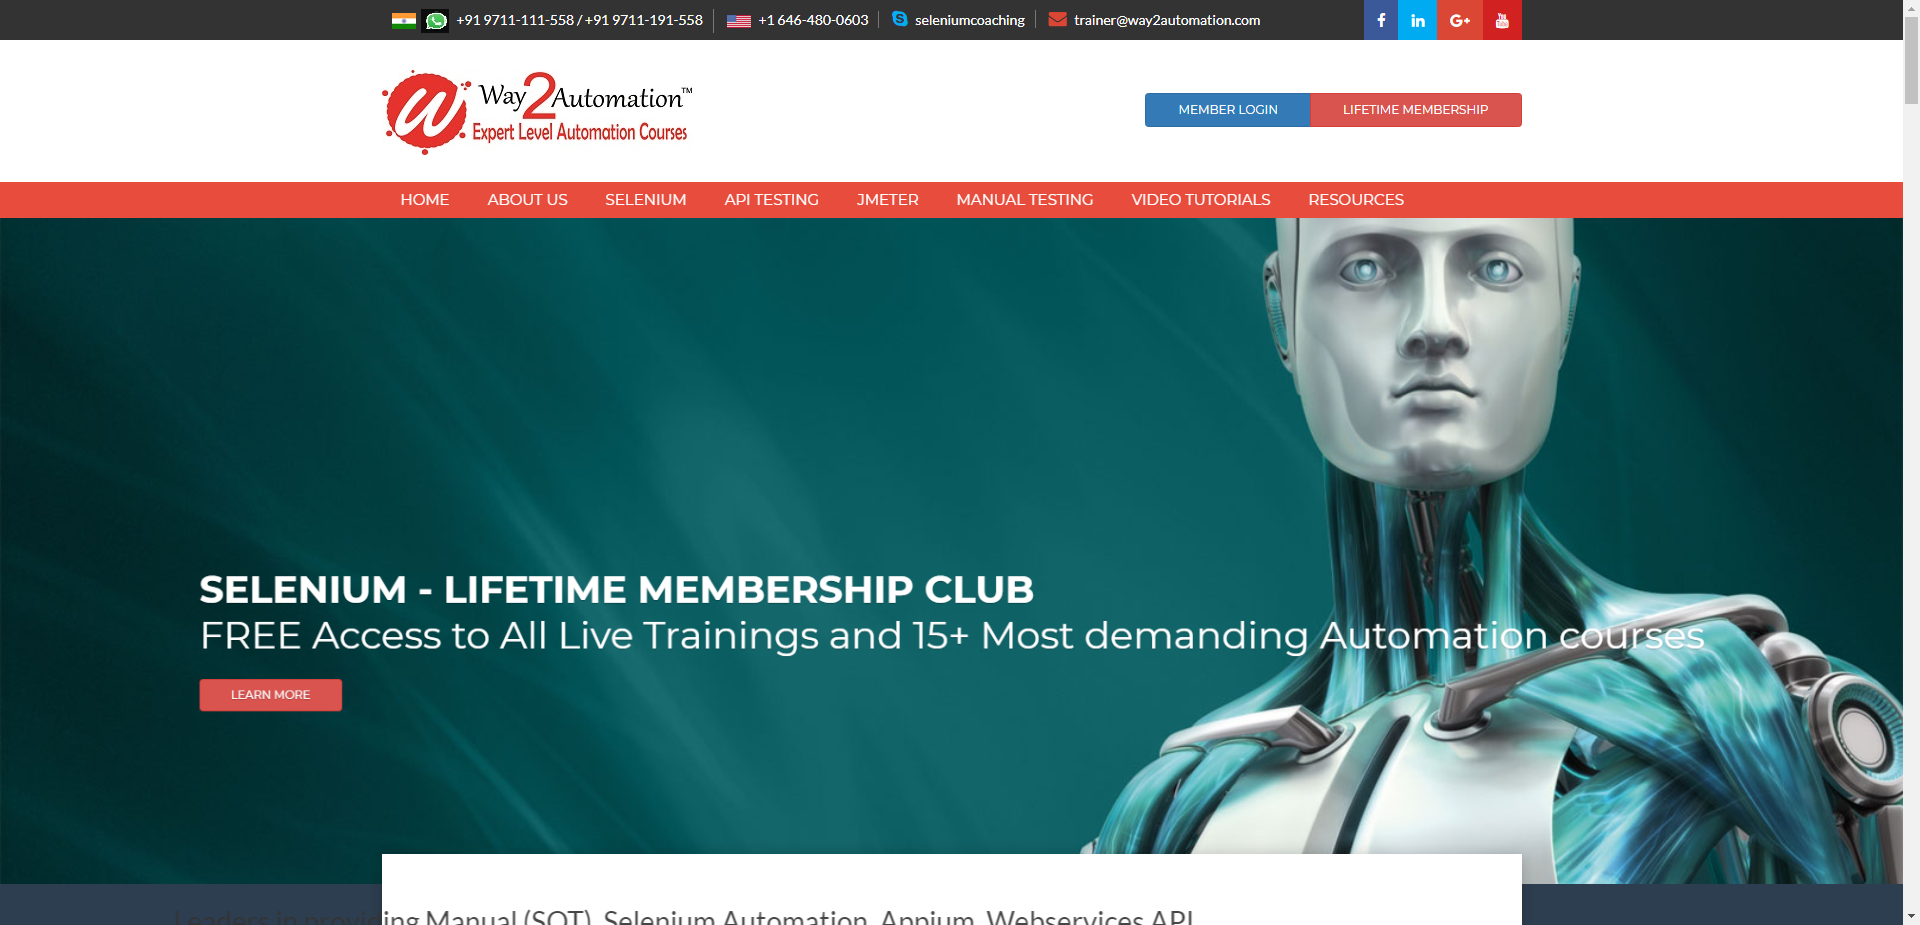 +91 9711-111-558 / +91 9711-191-558
+1 646-480-0603
seleniumcoaching
trainer@way2automation.com
Way2Automation™
Expert Level Automation Courses
MEMBER LOGIN
LIFETIME MEMBERSHIP
HOME ABOUT US SELENIUM API TESTING JMETER MANUAL TESTING VIDEO TUTORIALS RESOURCES
SELENIUM - LIFETIME MEMBERSHIP CLUB
FREE Access to All Live Trainings and 15+ Most demanding Automation courses
LEARN MORE
Leaders in providing Manual (SQT), Selenium Automation, Appium, Webservices API